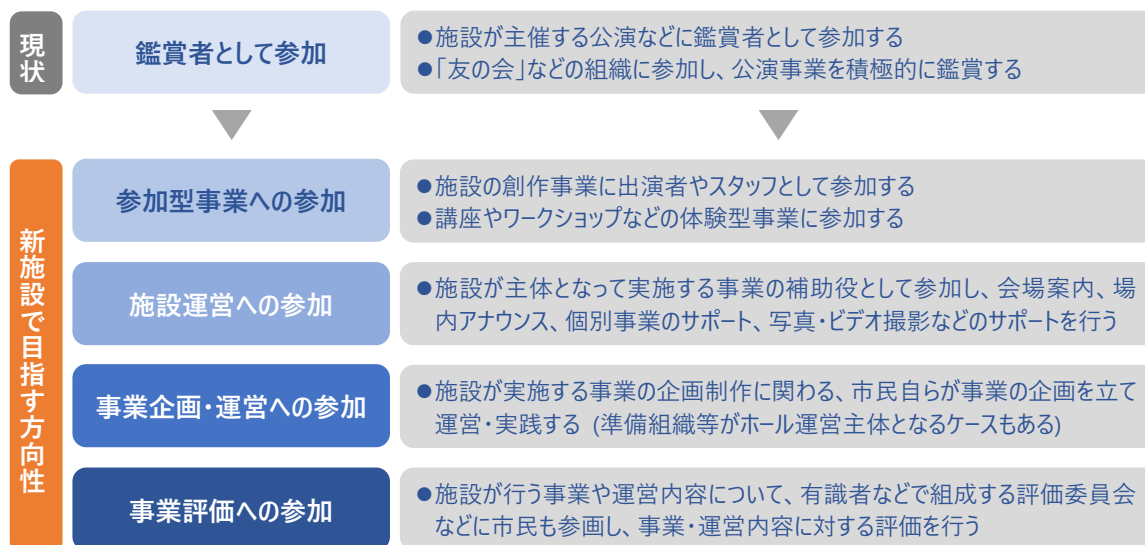 現状
鑑賞者として参加
●施設が主催する公演などに鑑賞者として参加する
●「友の会」などの組織に参加し、公演事業を積極的に鑑賞する
新施設で目指す方向性
参加型事業への参加
●施設の創作事業に出演者やスタッフとして参加する
●講座やワークショップなどの体験型事業に参加する
施設運営への参加
●施設が主体となって実施する事業の補助役として参加し、会場案内、場
内アナウンス、個別事業のサポート、写真・ビデオ撮影などのサポートを行う
事業企画・運営への参加
●施設が実施する事業の企画制作に関わる、市民自らが事業の企画を立て
運営・実践する (準備組織等がホール運営主体となるケースもある)
事業評価への参加
●施設が行う事業や運営内容について、有識者などで組成する評価委員会
などに市民も参画し、事業・運営内容に対する評価を行う